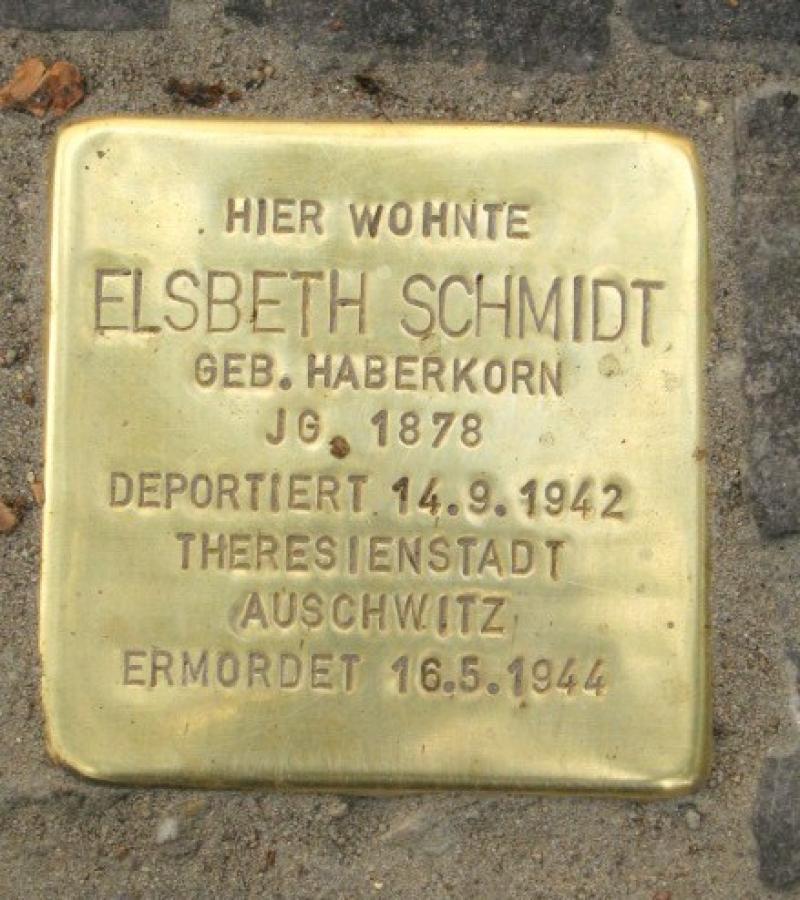 HIER WOHNTE
ELSBETH SCHMIDT
GEB. HABERKORN
JG. 1878
DEPORTIERT 14.9.1942
THERESIENSTADT
AUSCHWITZ
ERMORDET 16.5.1944